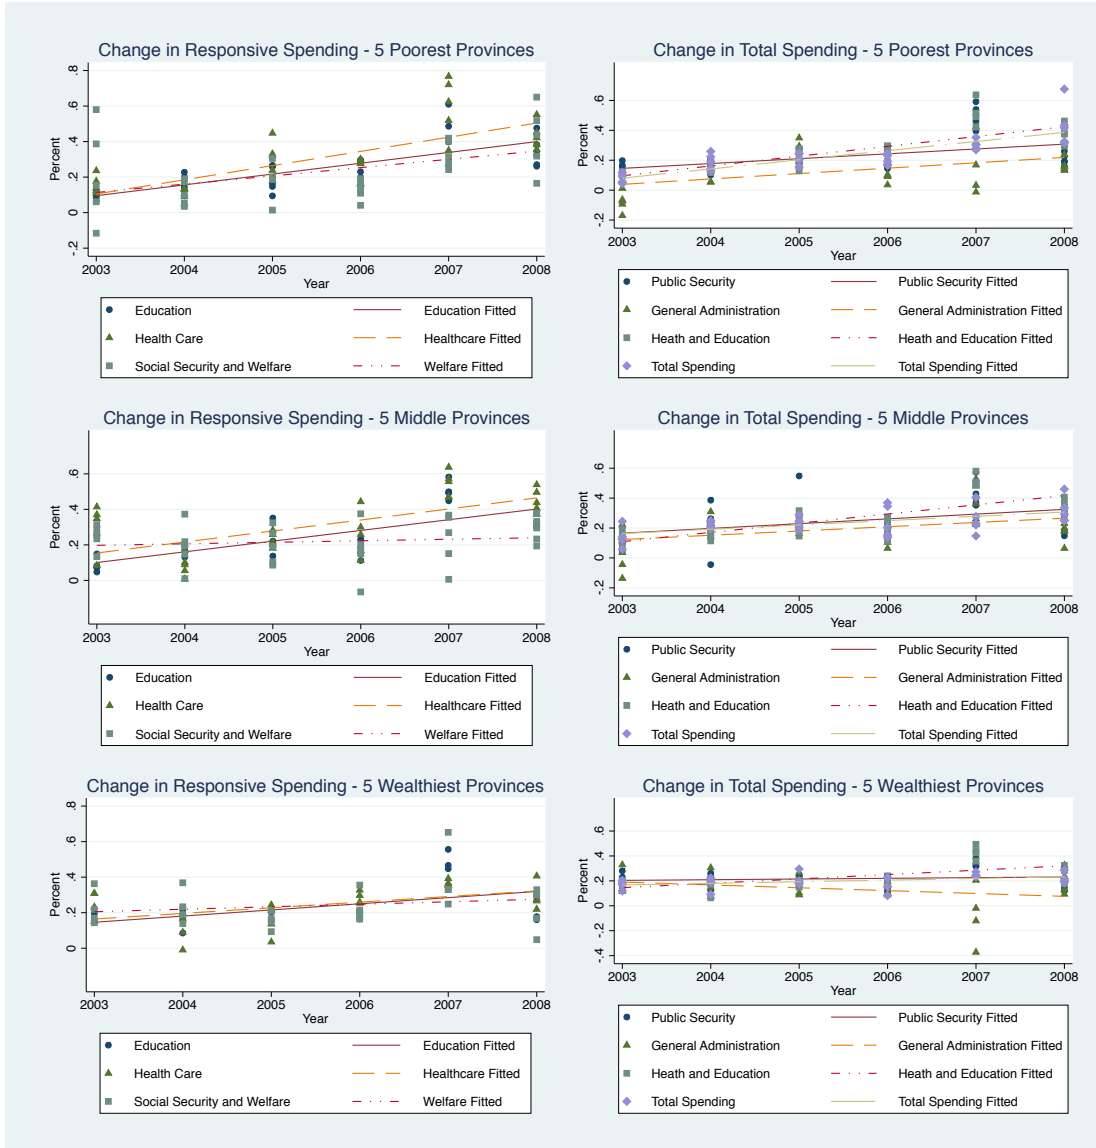 Change in Responsive Spending - 5 Poorest Provinces
Percent
.8
.6
.4
.2
0
-.2
2003 2004 2005 2006 2007 2008
Year
Education Education Fitted
Health Care Healthcare Fitted
Social Security and Welfare Welfare Fitted
Change in Total Spending - 5 Poorest Provinces
Percent
.6
.4
.2
0
-.2
2003 2004 2005 2006 2007 2008
Year
Public Security Public Security Fitted
General Administration General Administration Fitted
Heath and Education Heath and Education Fitted
Total Spending Total Spending Fitted
Change in Responsive Spending - 5 Middle Provinces
Percent
.6
.4
.2
0
2003 2004 2005 2006 2007 2008
Year
Education Education Fitted
Health Care Healthcare Fitted
Social Security and Welfare Welfare Fitted
Change in Total Spending - 5 Middle Provinces
Percent
.6
.4
.2
0
-.2
2003 2004 2005 2006 2007 2008
Year
Public Security Public Security Fitted
General Administration General Administration Fitted
Heath and Education Heath and Education Fitted
Total Spending Total Spending Fitted
Change in Responsive Spending - 5 Wealthiest Provinces
Percent
.8
.6
.4
.2
0
2003 2004 2005 2006 2007 2008
Year
Education Education Fitted
Health Care Healthcare Fitted
Social Security and Welfare Welfare Fitted
Change in Total Spending - 5 Wealthiest Provinces
Percent
.6
.4
.2
0
-.2
-.4
2003 2004 2005 2006 2007 2008
Year
Public Security Public Security Fitted
General Administration General Administration Fitted
Heath and Education Heath and Education Fitted
Total Spending Total Spending Fitted